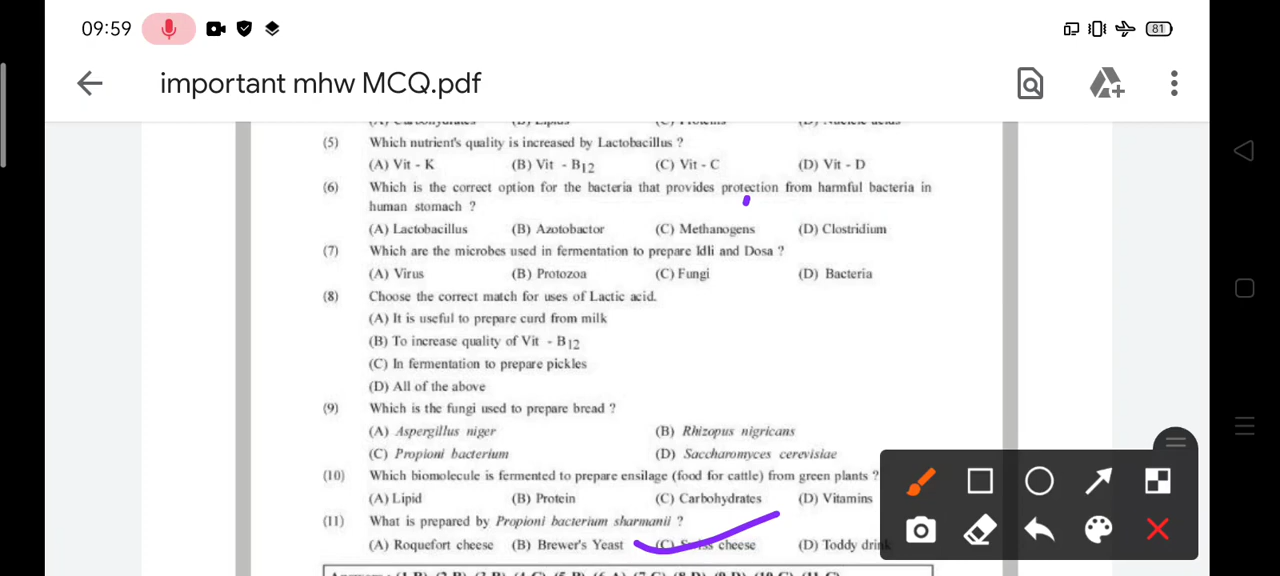 09:59
81
important mhw MCQ.pdf
(A) Carbohydrates (B) Lipids (C) Proteins (D) Nucleic acids
(5) Which nutrient's quality is increased by Lactobacillus ?
(A) Vit - K (B) Vit - B12 (C) Vit - C (D) Vit - D
(6) Which is the correct option for the bacteria that provides protection from harmful bacteria in
human stomach ?
(A) Lactobacillus (B) Azotobactor (C) Methanogens (D) Clostridium
(7) Which are the microbes used in fermentation to prepare Idli and Dosa ?
(A) Virus (B) Protozoa (C) Fungi (D) Bacteria
(8) Choose the correct match for uses of Lactic acid.
(A) It is useful to prepare curd from milk
(B) To increase quality of Vit - B12
(C) In fermentation to prepare pickles
(D) All of the above
(9) Which is the fungi used to prepare bread ?
(A) Aspergillus niger (B) Rhizopus nigricans
(C) Propioni bacterium (D) Saccharomyces cerevisiae
(10) Which biomolecule is fermented to prepare ensilage (food for cattle) from green plants ?
(A) Lipid (B) Protein (C) Carbohydrates (D) Vitamins
(11) What is prepared by Propioni bacterium sharmanii ?
(A) Roquefort cheese (B) Brewer's Yeast (C) Swiss cheese (D) Toddy drink